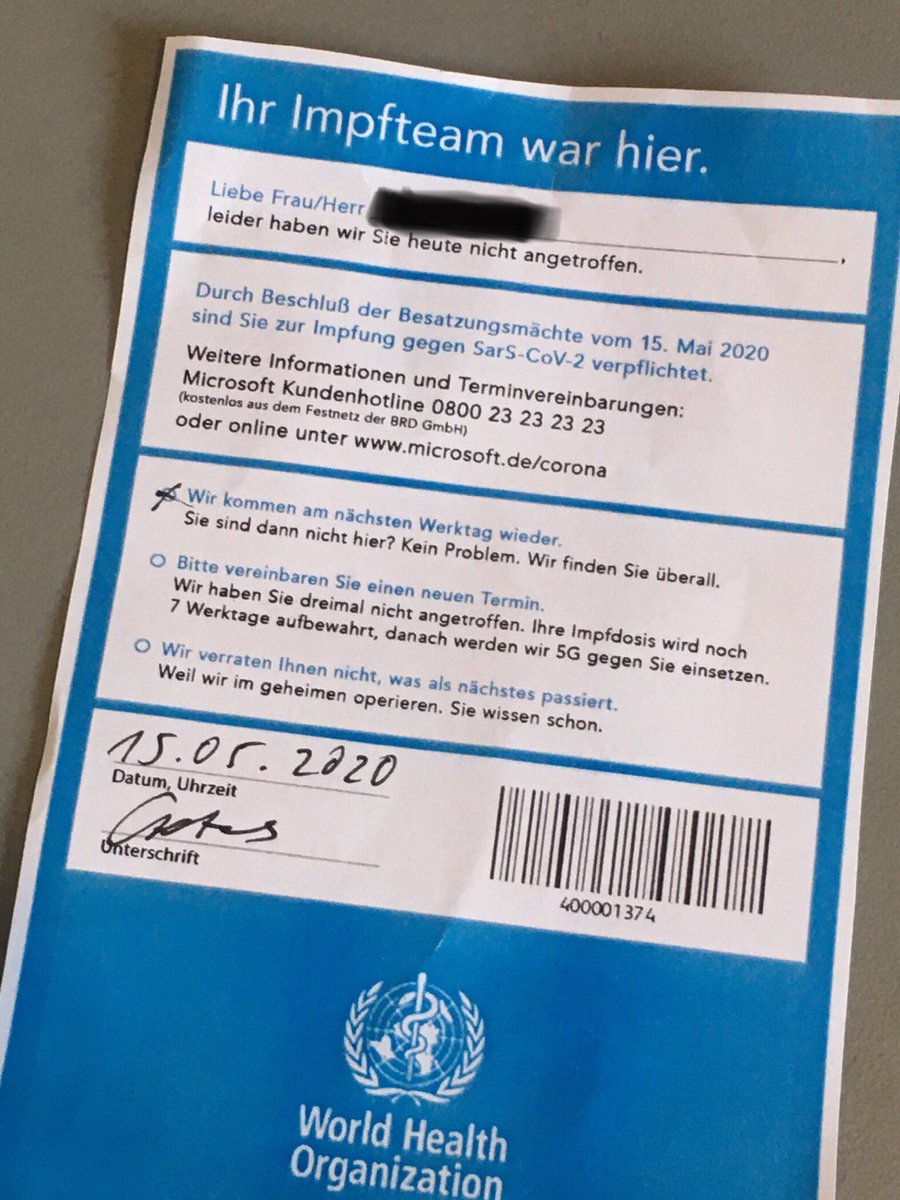 Ihr Impfteam war hier.
Liebe Frau/Herr
leider haben wir Sie heute nicht angetroffen.
Durch Beschluß der Besatzungsmächte vom 15. Mai 2020
sind Sie zur Impfung gegen SarS-CoV-2 verpflichtet.
Weitere Informationen und Terminvereinbarungen:
Microsoft Kundenhotline 0800 23 23 23 23
(kostenlos aus dem Festnetz der BRD GmbH)
oder online unter www.microsoft.de/corona
Wir kommen am nächsten Werktag wieder.
Sie sind dann nicht hier? Kein Problem. Wir finden Sie überall.
Bitte vereinbaren Sie einen neuen Termin.
Wir haben Sie dreimal nicht angetroffen. Ihre Impfdosis wird noch
7 Werktage aufbewahrt, danach werden wir 5G gegen Sie einsetzen.
Wir verraten Ihnen nicht, was als nächstes passiert.
Weil wir im geheimen operieren. Sie wissen schon.
15.05.2020
Datum, Uhrzeit
Unterschrift
400001374
World Health
Organization